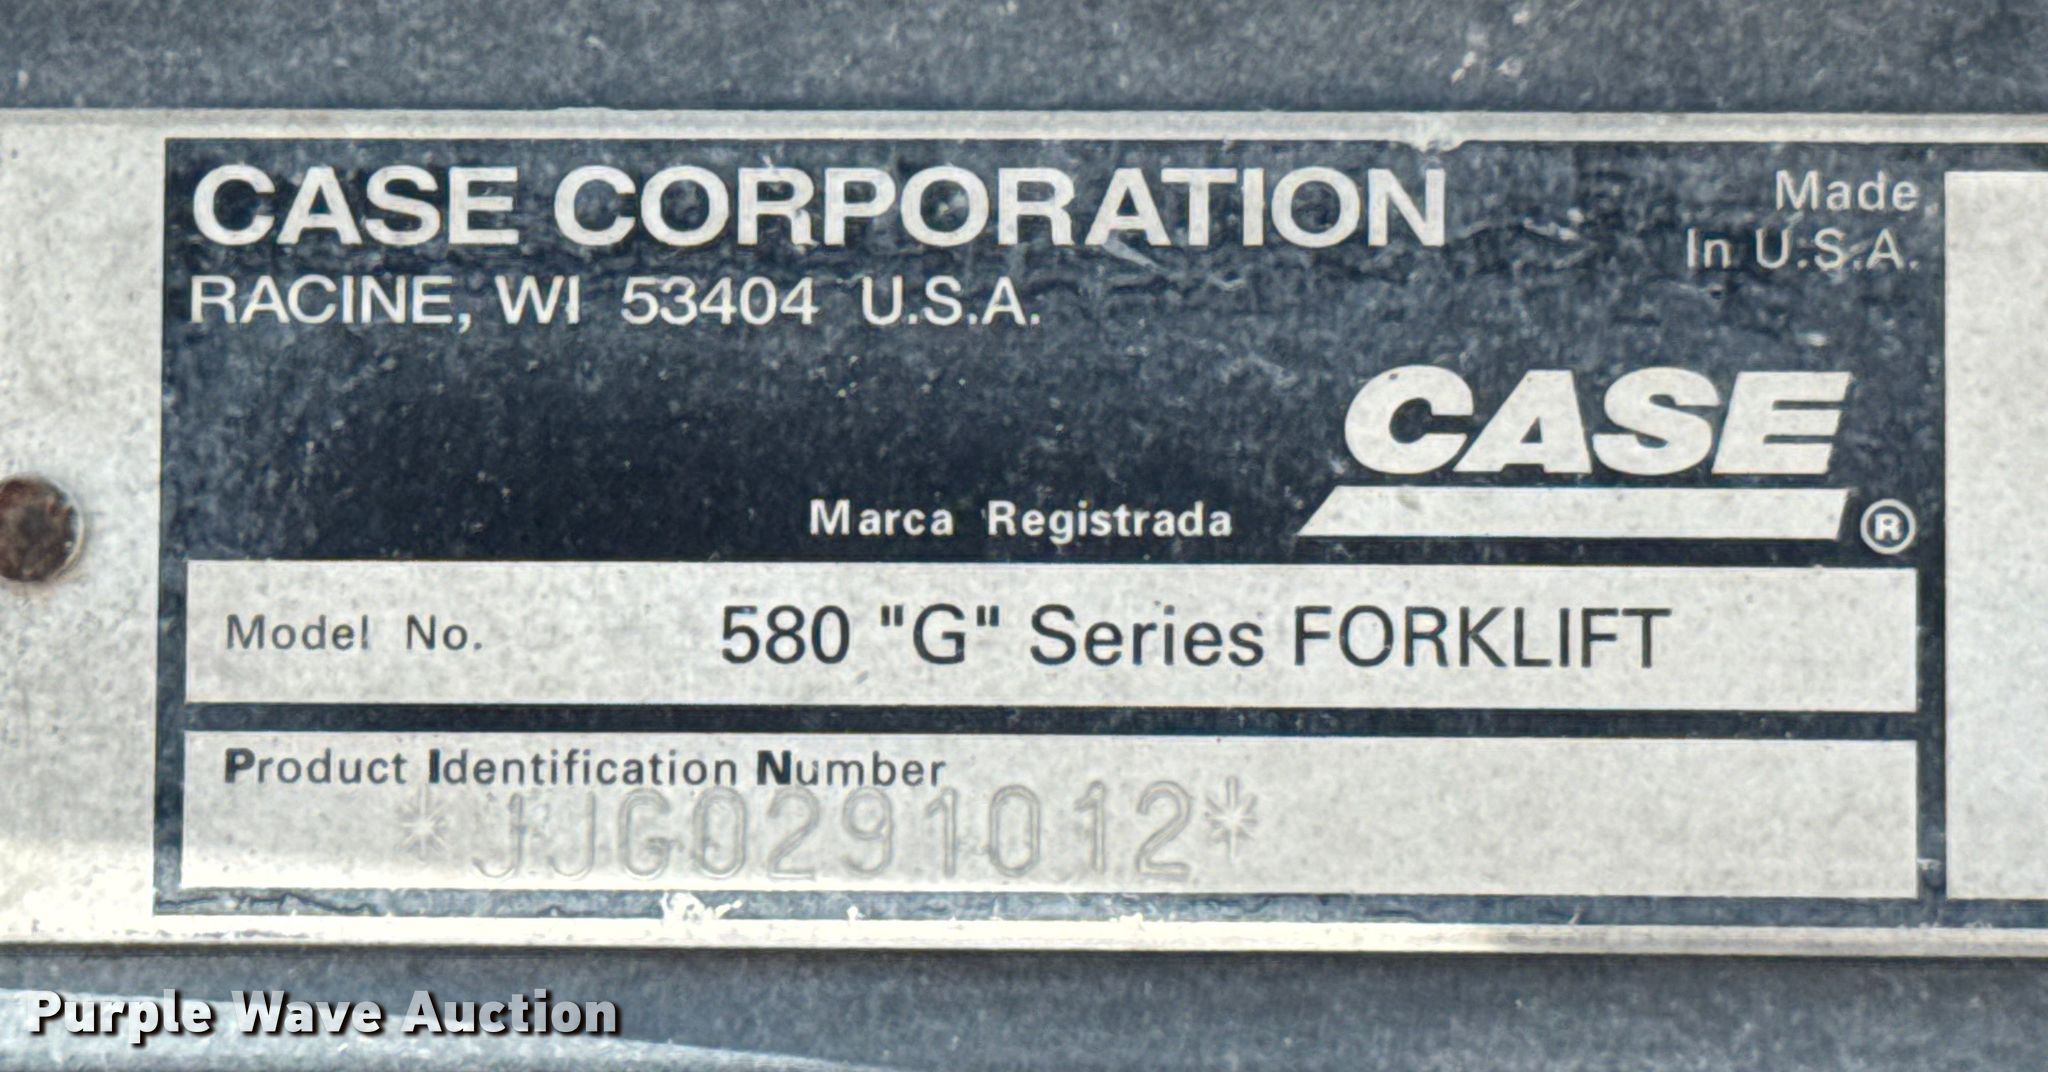 CASE CORPORATION
RACINE, WI 53404 U.S.A.
Made
In U.S.A.
CASE
Marca Registrada ®
Model No. 580 "G" Series FORKLIFT
Product Identification Number
*JJG0291012*
Purple Wave Auction